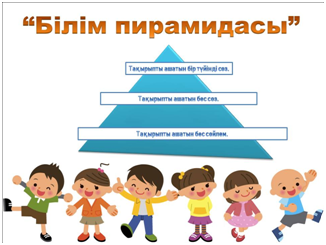 “Білім пирамидасы”
Тақырыпты ашатын бір түйінді сөз.
Тақырыпты ашатын бес сөз.
Тақырыпты ашатын бес сөйлем.